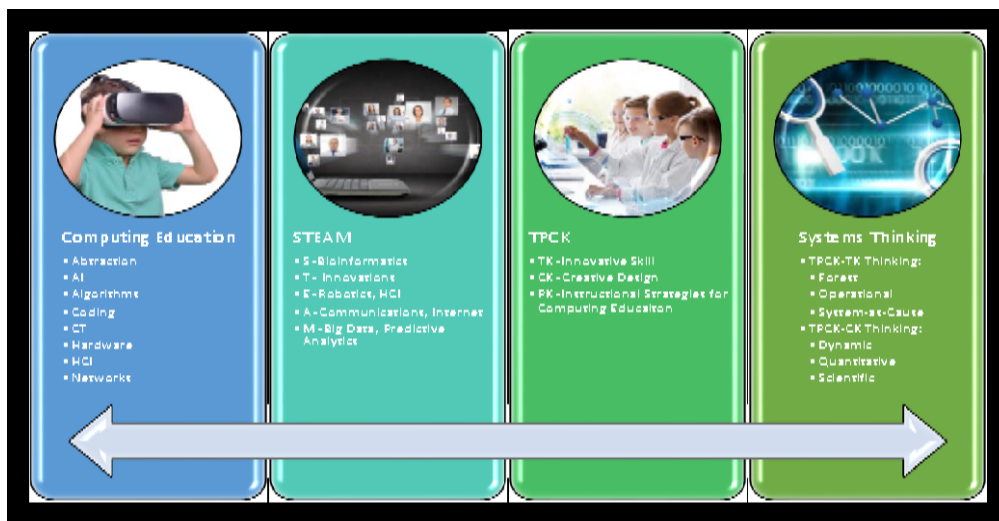 Computing Education
▪ Abstraction
▪ AI
▪ Algorithms
▪ Coding
▪ CT
▪ Hardware
▪ HCI
▪ Networks
STEAM
▪ S-Bioinformatics
▪ T- Innovations
▪ E-Robotics, HCI
▪ A-Communications, Internet
▪ M-Big Data, Predictive
Analytics
TPCK
▪ TK-Innovative Skill
▪ CK-Creative Design
▪ PK-Instructional Strategies for
Computing Educaiton
Systems Thinking
▪ TPCK-TK Thinking:
▪ Forest
▪ Operational
▪ System-as-Cause
▪ TPCK-CK Thinking:
▪ Dynamic
▪ Quantitative
▪ Scientific